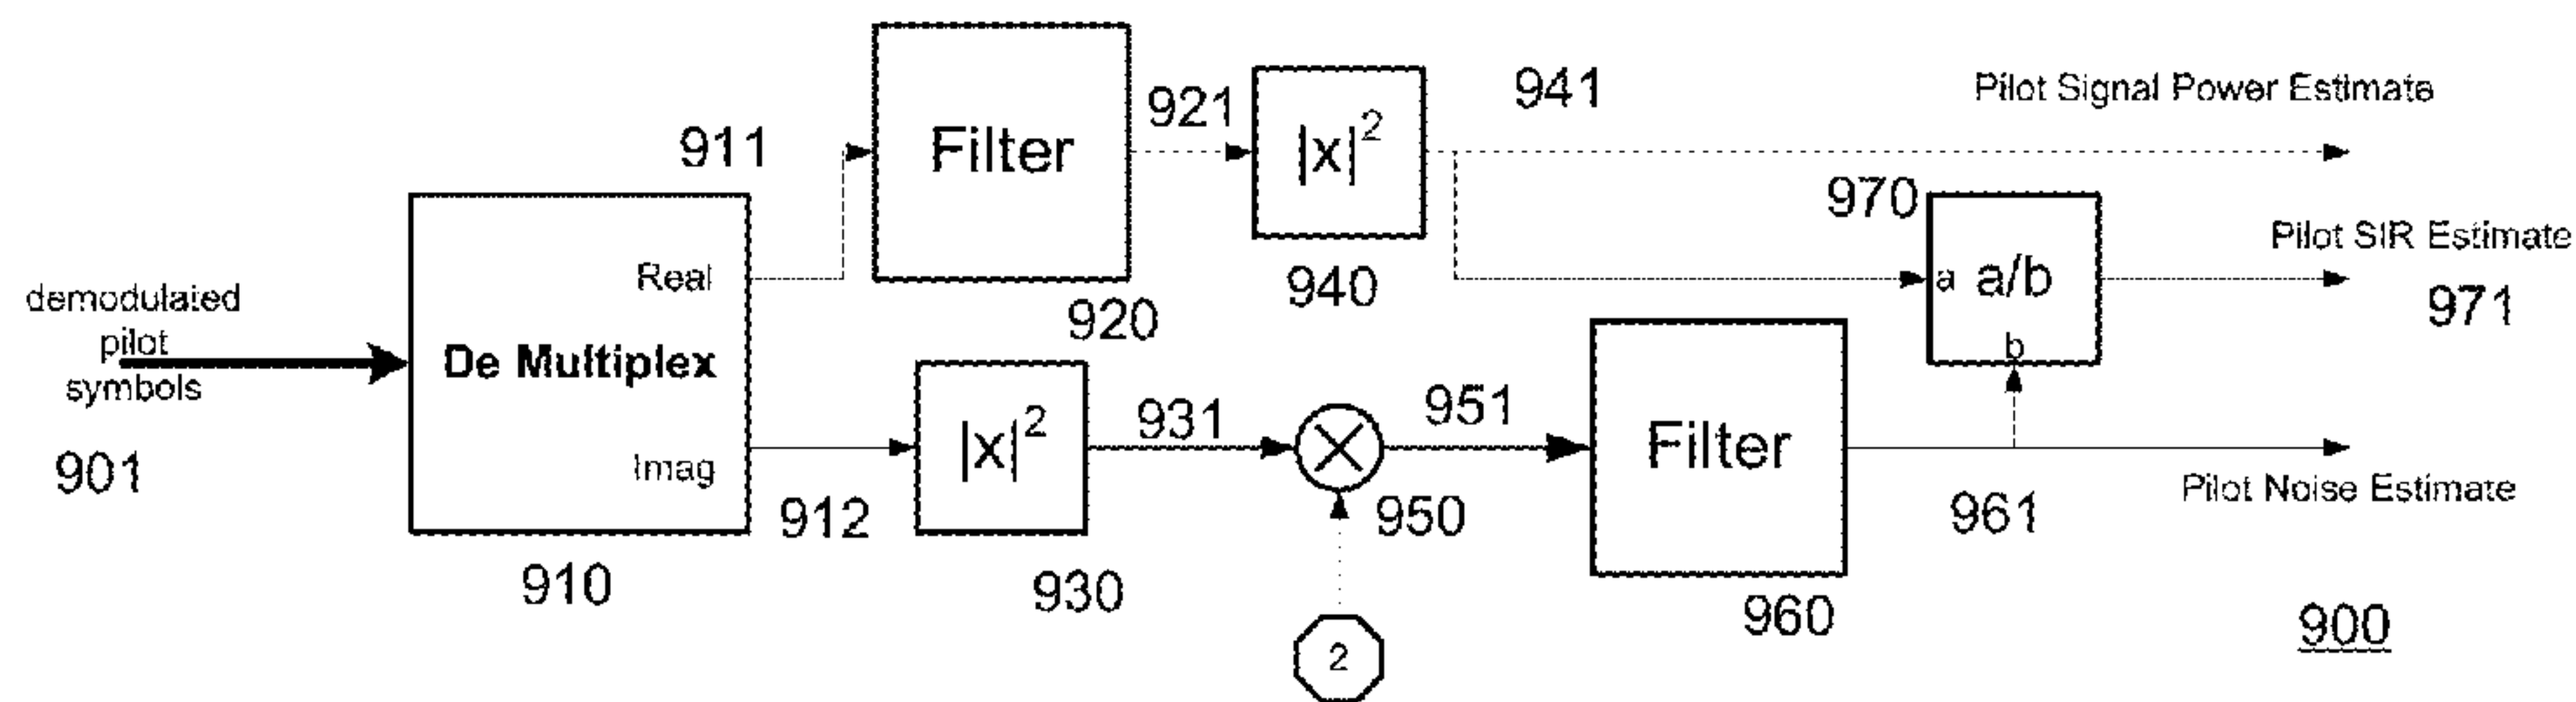 941
Pilot Signal Power Estimate
921
911
Filter
|x|²
970
Pilot SIR Estimate
Real
940
a a/b
971
demodulated
pilot
symbols
920
b
De Multiplex
|x|²
931
951
Filter
901
Imag
912
950
961
Pilot Noise Estimate
910
930
960
900
2